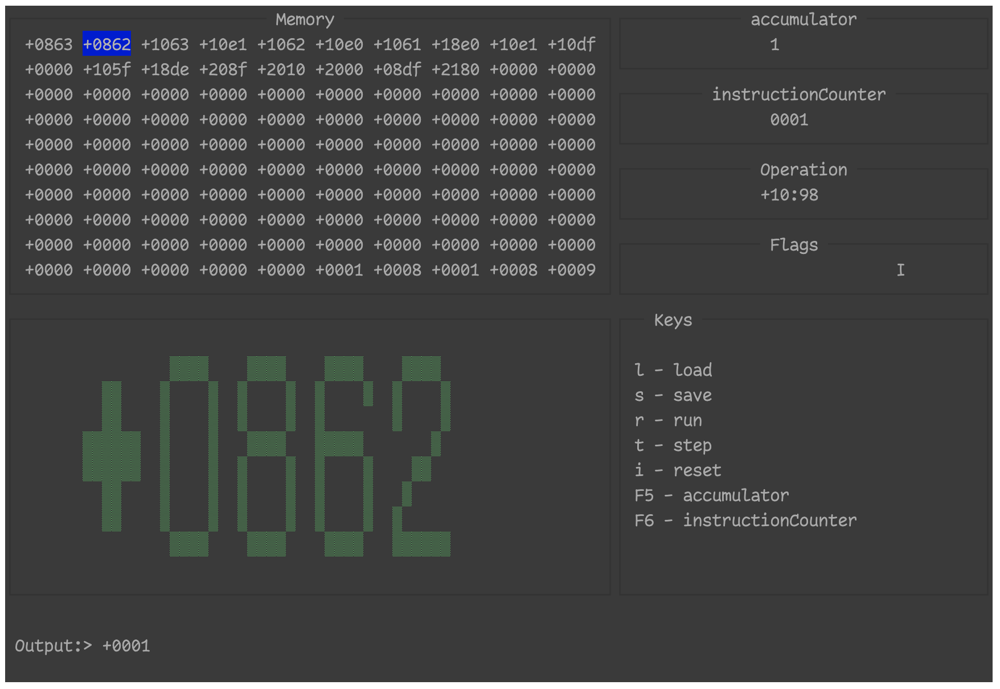 Memory
+0863 +0862 +1063 +10e1 +1062 +10e0 +1061 +18e0 +10e1 +10df
+0000 +105f +18de +208f +2010 +2000 +08df +2180 +0000 +0000
+0000 +0000 +0000 +0000 +0000 +0000 +0000 +0000 +0000 +0000
+0000 +0000 +0000 +0000 +0000 +0000 +0000 +0000 +0000 +0000
+0000 +0000 +0000 +0000 +0000 +0000 +0000 +0000 +0000 +0000
+0000 +0000 +0000 +0000 +0000 +0000 +0000 +0000 +0000 +0000
+0000 +0000 +0000 +0000 +0000 +0000 +0000 +0000 +0000 +0000
+0000 +0000 +0000 +0000 +0000 +0000 +0000 +0000 +0000 +0000
+0000 +0000 +0000 +0000 +0000 +0000 +0000 +0000 +0000 +0000
+0000 +0000 +0000 +0000 +0000 +0001 +0008 +0001 +0008 +0009
accumulator
1
instructionCounter
0001
Operation
+10:98
Flags
I
+0862
Keys
l - load
s - save
r - run
t - step
i - reset
F5 - accumulator
F6 - instructionCounter
Output:> +0001